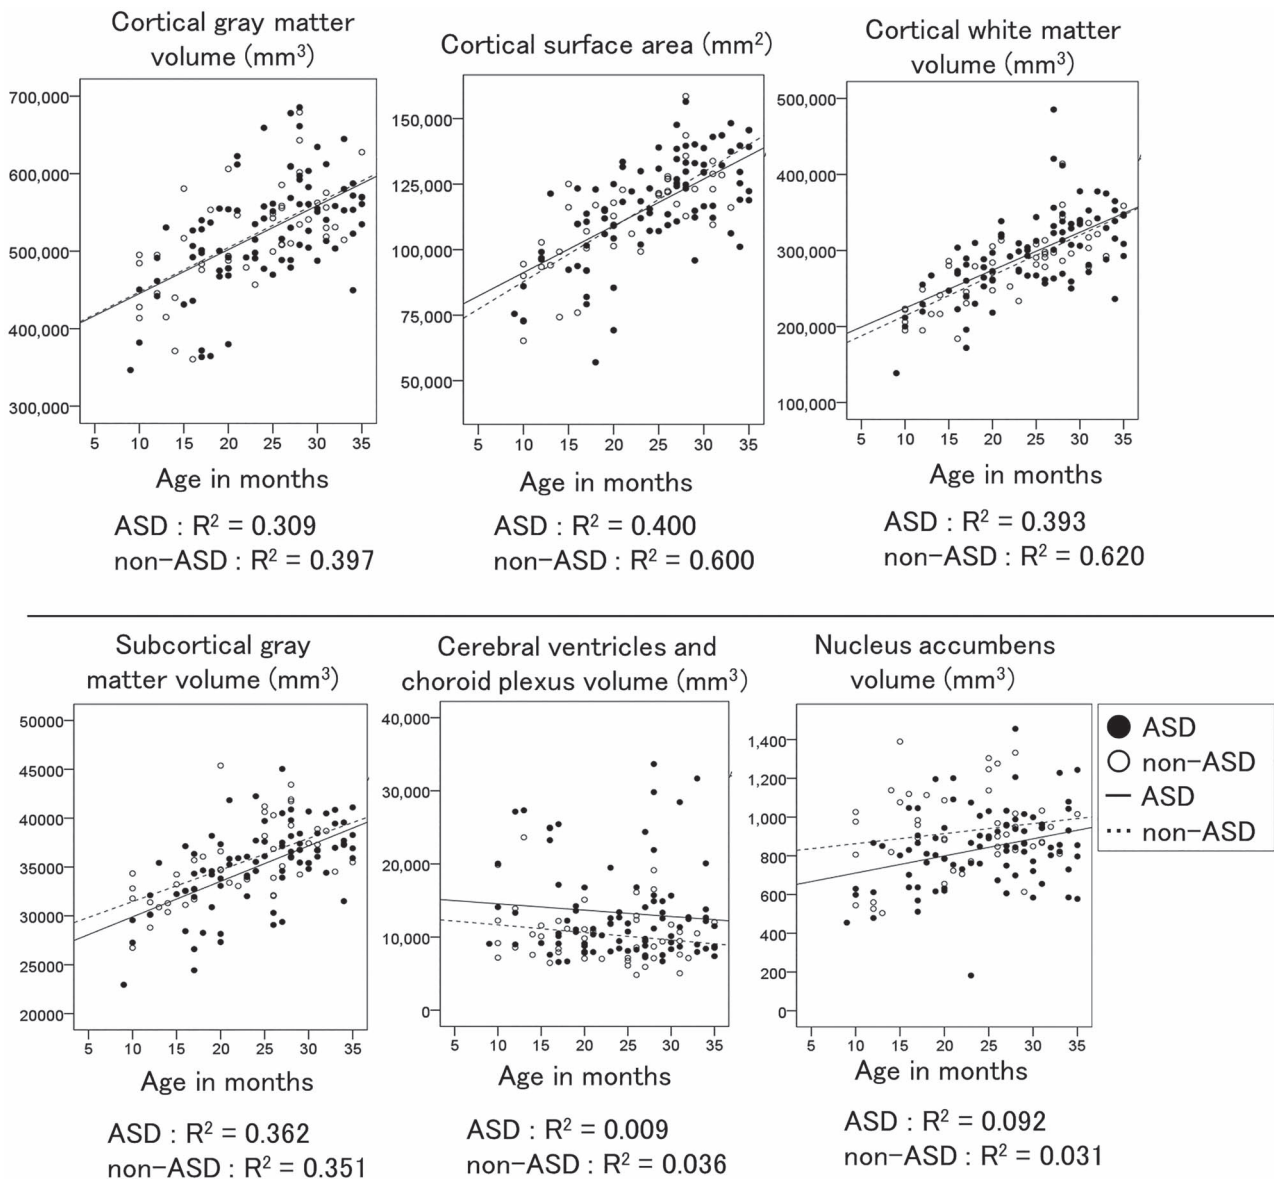 Cortical gray matter
volume (mm³)
Cortical surface area (mm²)
Cortical white matter
volume (mm³)
700,000
600,000
500,000
400,000
300,000
5 10 15 20 25 30 35
Age in months
ASD : R² = 0.309
non-ASD : R² = 0.397
150,000
125,000
100,000
75,000
50,000
5 10 15 20 25 30 35
Age in months
ASD : R² = 0.400
non-ASD : R² = 0.600
500,000
400,000
300,000
200,000
100,000
5 10 15 20 25 30 35
Age in months
ASD : R² = 0.393
non-ASD : R² = 0.620
Subcortical gray
matter volume (mm³)
50000
45000
40000
35000
30000
25000
20000
5 10 15 20 25 30 35
Age in months
ASD : R² = 0.362
non-ASD : R² = 0.351
Cerebral ventricles and
choroid plexus volume (mm³)
40,000
30,000
20,000
10,000
0
5 10 15 20 25 30 35
Age in months
ASD : R² = 0.009
non-ASD : R² = 0.036
Nucleus accumbens
volume (mm³)
1,400
1,200
1,000
800
600
400
200
0
5 10 15 20 25 30 35
Age in months
ASD : R² = 0.092
non-ASD : R² = 0.031
ASD
non-ASD
ASD
non-ASD